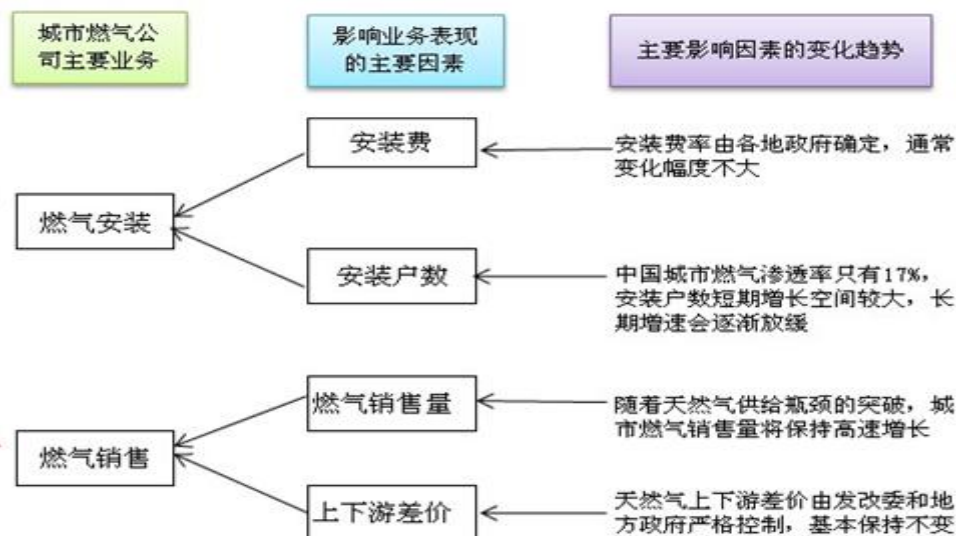 城市燃气公
司主要业务
影响业务表现
的主要因素
主要影响因素的变化趋势
安装费
安装费率由各地政府确定，通常
变化幅度不大
燃气安装
安装户数
中国城市燃气渗透率只有17%，
安装户数短期增长空间较大，长
期增速会逐渐放缓
燃气销售量
随着天然气供给瓶颈的突破，城
市燃气销售量将保持高速增长
燃气销售
上下游差价
天然气上下游差价由发改委和地
方政府严格控制，基本保持不变